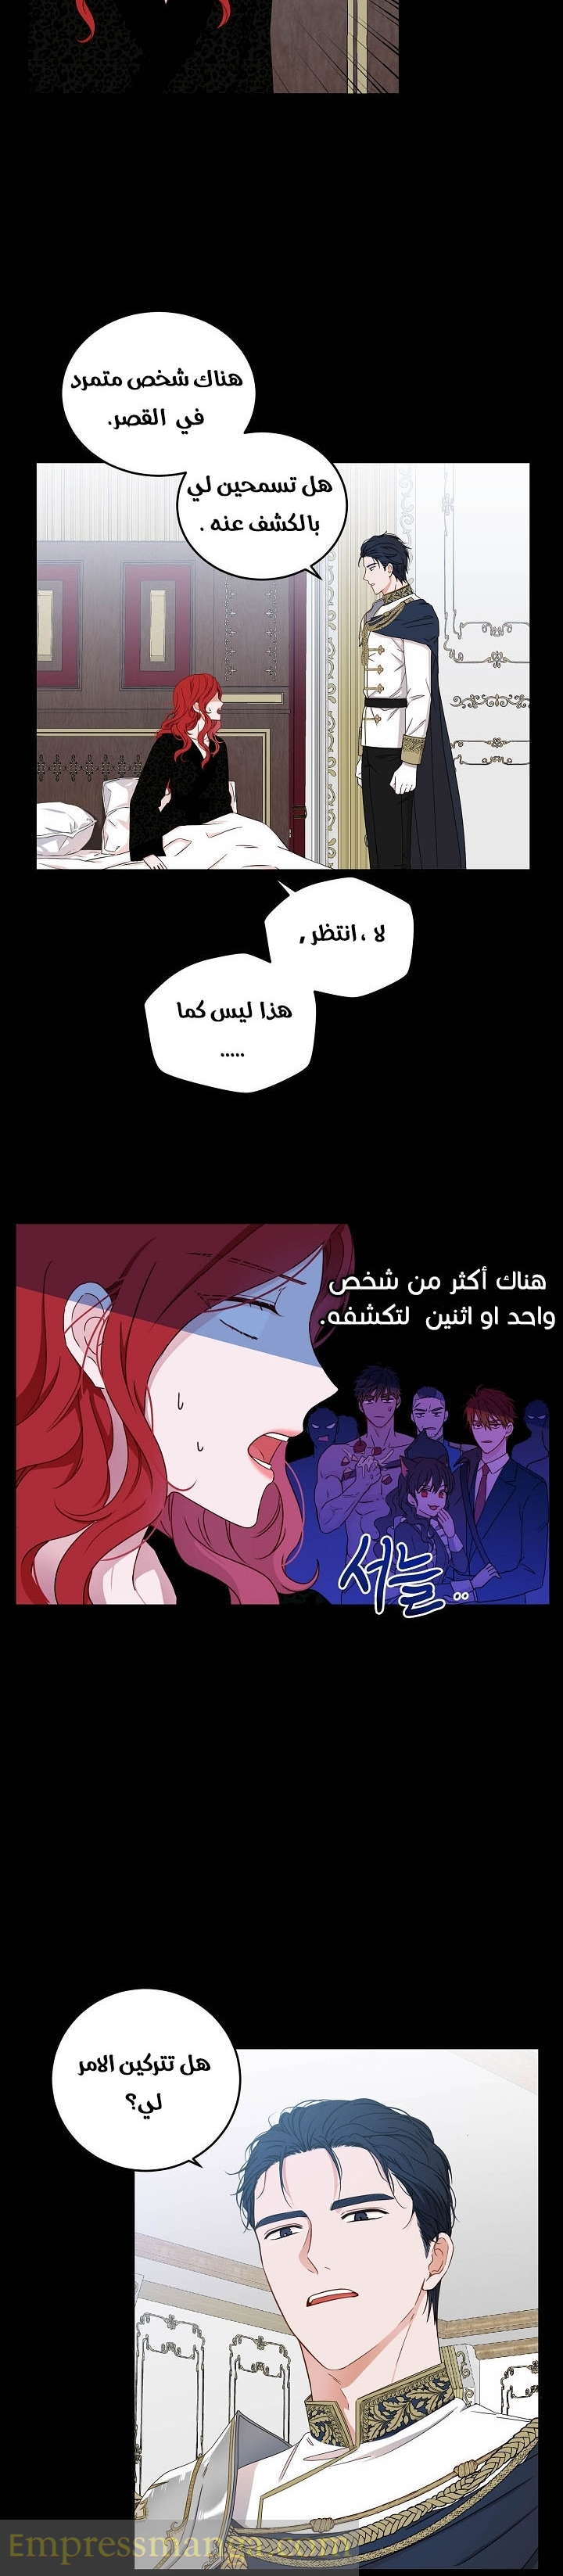 هناك شخص متمرد
في القصر.
هل تسمحين لي
بالكشف عنه .
لا ، انتظر ,
هذا ليس كما
.....
هناك أكثر من شخص
واحد او اثنين لتكشفه.
서늘..
هل تتركين الامر
لي؟
Empressmanga.com